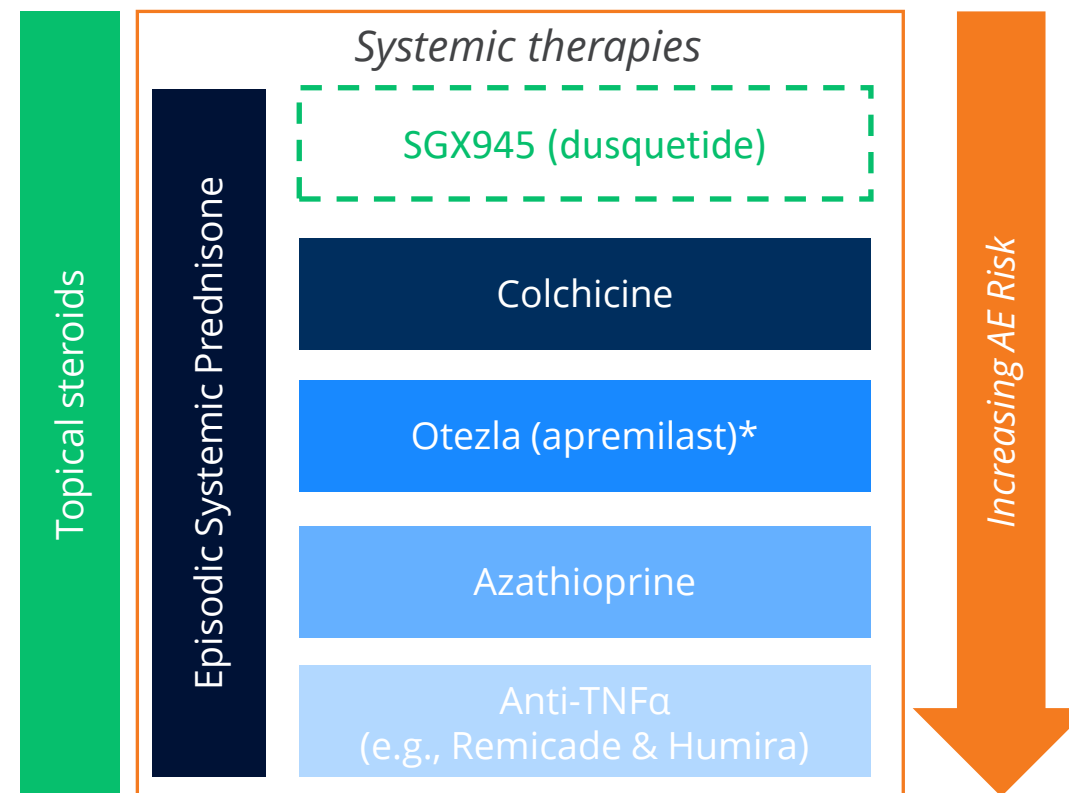 Topical steroids
Systemic therapies
Episodic Systemic Prednisone
SGX945 (dusquetide)
Colchicine
Otezla (apremilast)*
Azathioprine
Anti-TNFα
(e.g., Remicade & Humira)
Increasing AE Risk